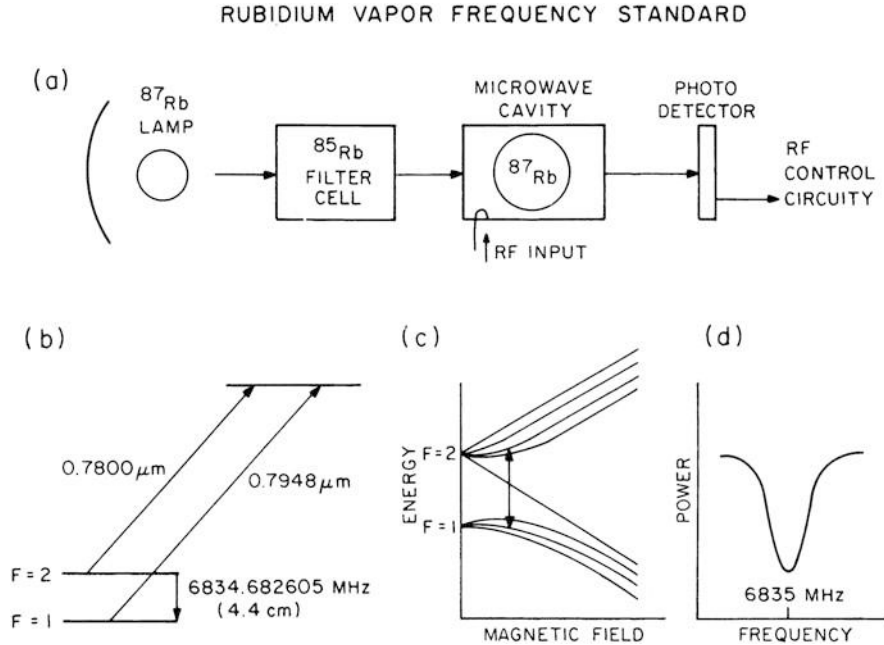 RUBIDIUM VAPOR FREQUENCY STANDARD
(a)
87Rb
LAMP
85Rb
FILTER
CELL
MICROWAVE
CAVITY
87Rb
RF INPUT
PHOTO
DETECTOR
RF
CONTROL
CIRCUITY
(b)
0.7800μm
0.7948μm
F=2
F=1
6834.682605 MHz
(4.4 cm)
(c)
ENERGY
F=2
F=1
MAGNETIC FIELD
(d)
POWER
6835 MHz
FREQUENCY